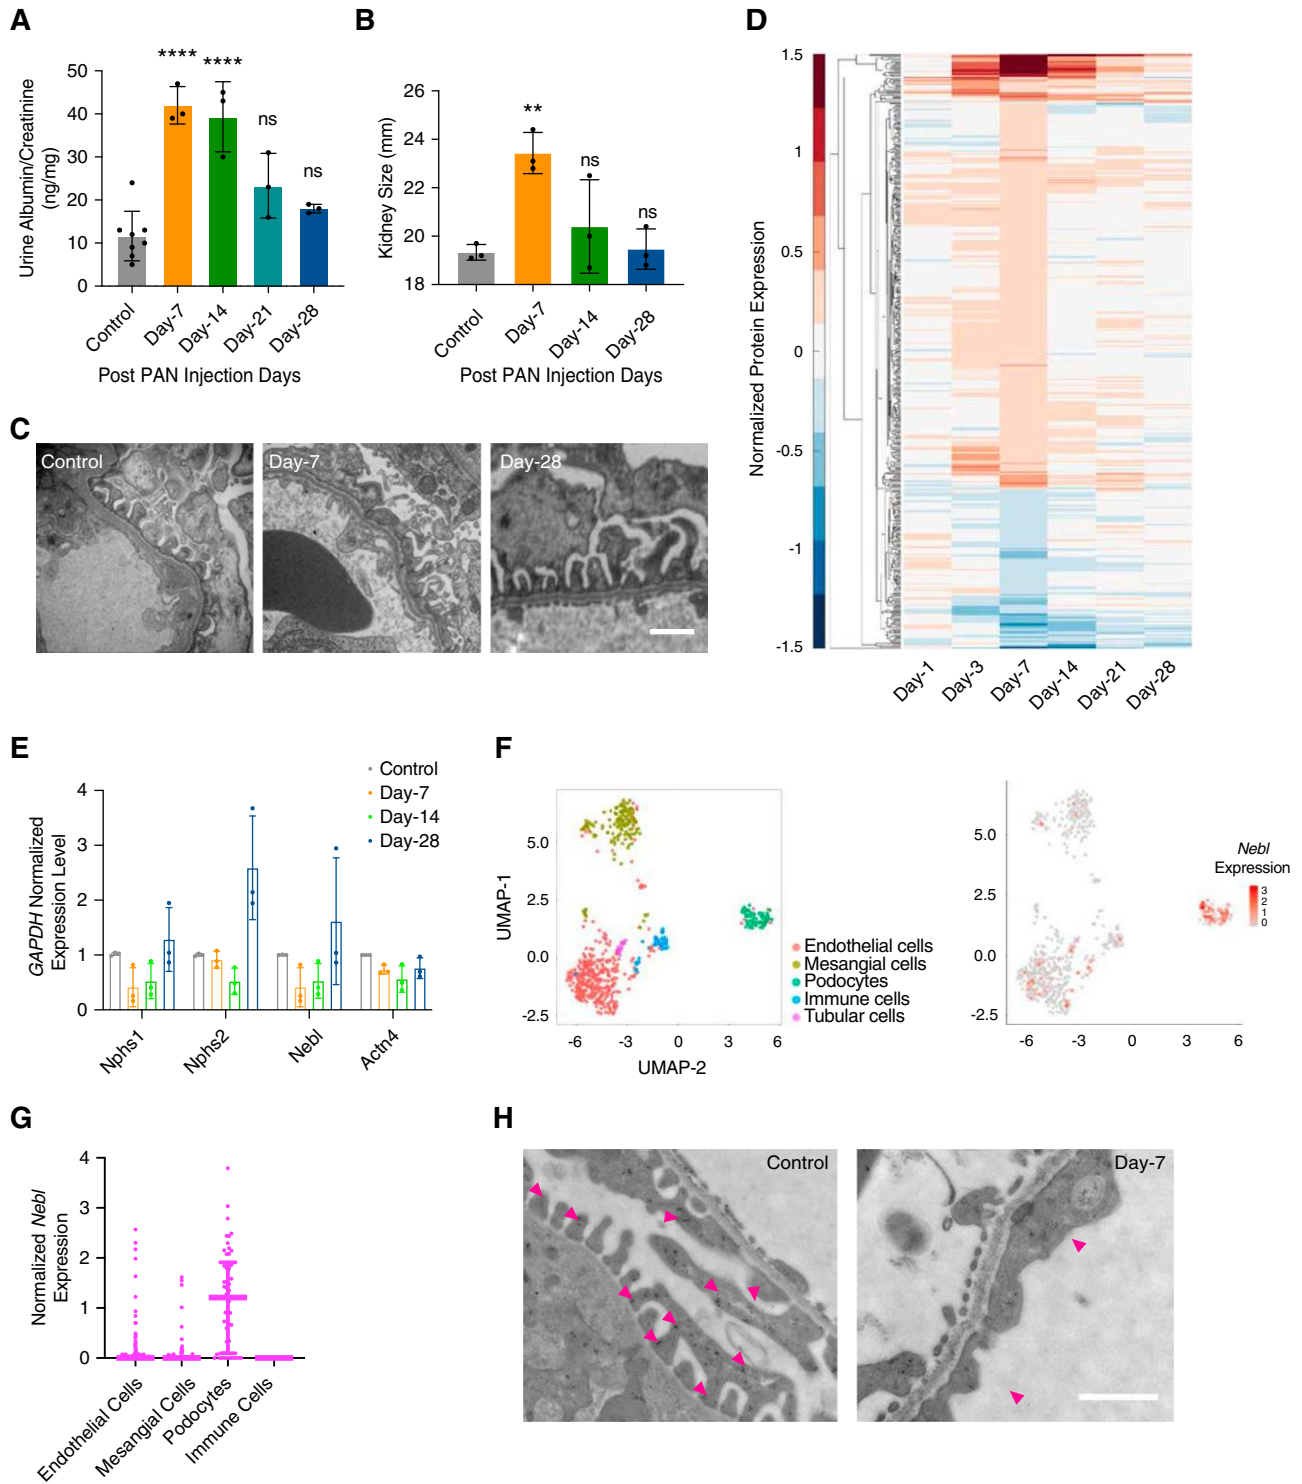 A
Urine Albumin/Creatinine
(ng/mg)
50
40
30
20
10
0
****
****
ns
ns
Control
Day-7
Day-14
Day-21
Day-28
Post PAN Injection Days
B
Kidney Size (mm)
26
24
22
20
18
**
ns
ns
Control
Day-7
Day-14
Day-28
Post PAN Injection Days
C
Control
Day-7
Day-28
D
Normalized Protein Expression
1.5
1
0.5
0
-0.5
-1
-1.5
Day-1
Day-3
Day-7
Day-14
Day-21
Day-28
E
GAPDH Normalized
Expression Level
4
3
2
1
0
Control
Day-7
Day-14
Day-28
Nphs1
Nphs2
Nebl
Actn4
F
UMAP-1
5.0
2.5
0.0
-2.5
-6
-3
0
3
6
UMAP-2
Endothelial cells
Mesangial cells
Podocytes
Immune cells
Tubular cells
5.0
2.5
0.0
-2.5
-6
-3
0
3
6
Nebl
Expression
3
2
1
0
G
Normalized Nebl
Expression
4
3
2
1
0
Endothelial Cells
Mesangial Cells
Podocytes
Immune Cells
H
Control
Day-7